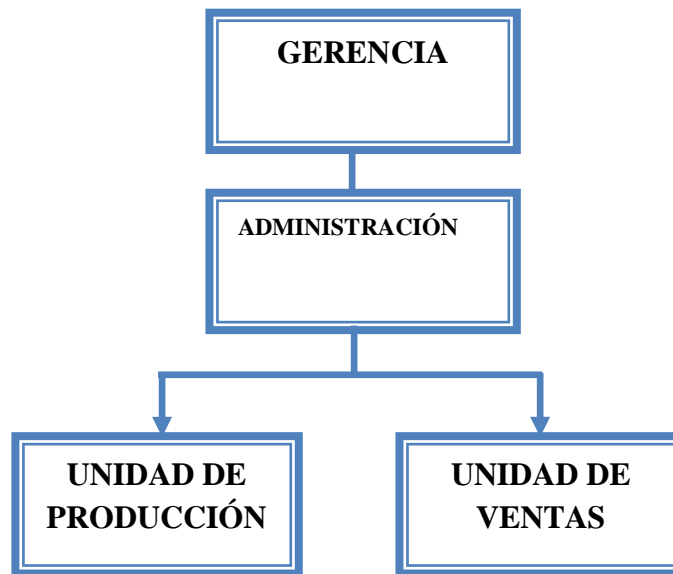 GERENCIA
ADMINISTRACIÓN
UNIDAD DE
PRODUCCIÓN
UNIDAD DE
VENTAS